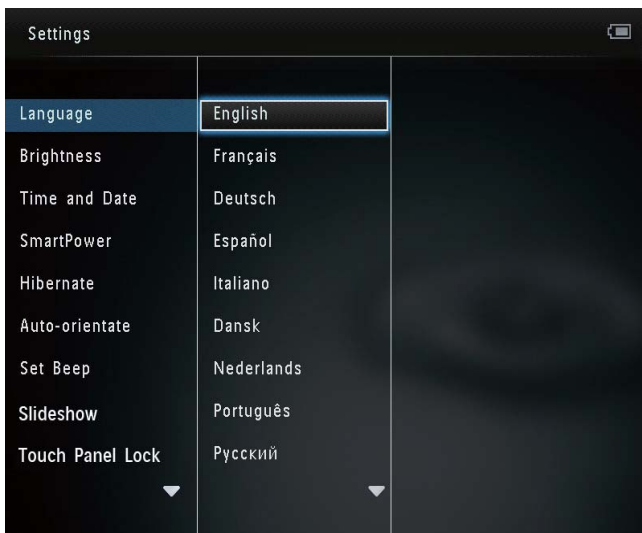 Settings
Language
Brightness
Time and Date
SmartPower
Hibernate
Auto-orientate
Set Beep
Slideshow
Touch Panel Lock
English
Français
Deutsch
Español
Italiano
Dansk
Nederlands
Português
Русский